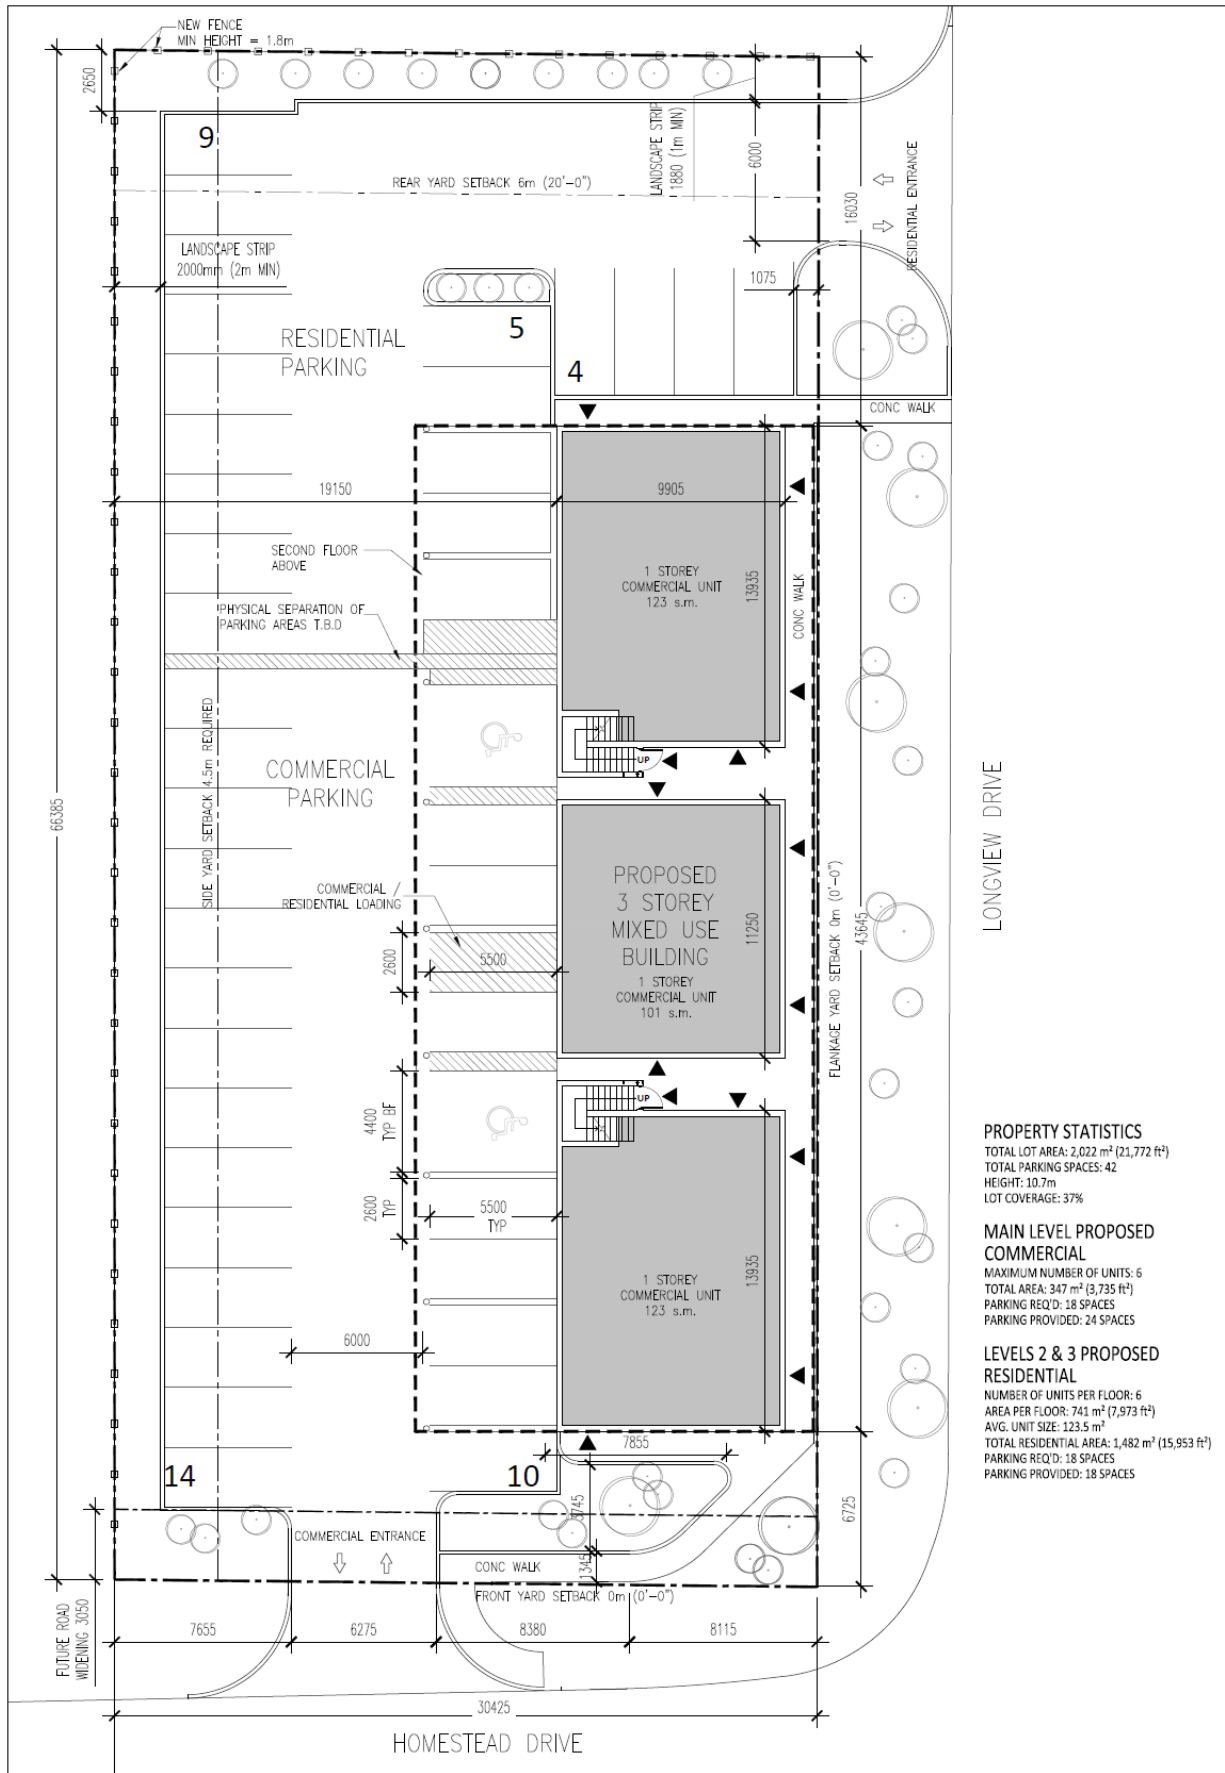 NEW FENCE
MIN HEIGHT = 1.8m
2650
9
LANDSCAPE STRIP
1880 (1m MIN)
6000
16030
RESIDENTIAL ENTRANCE
REAR YARD SETBACK 6m (20'-0")
LANDSCAPE STRIP
2000mm (2m MIN)
1075
5
RESIDENTIAL
PARKING
4
CONC WALK
19150
9905
SECOND FLOOR
ABOVE
1 STOREY
COMMERCIAL UNIT
123 s.m.
13935
CONC WALK
PHYSICAL SEPARATION OF
PARKING AREAS T.B.D
SIDE YARD SETBACK 4.5m REQUIRED
COMMERCIAL
PARKING
UP
66385
LONGVIEW DRIVE
PROPOSED
3 STOREY
MIXED USE
BUILDING
1 STOREY
COMMERCIAL UNIT
101 s.m.
11250
FLANKAGE YARD SETBACK 0m (0'-0")
43645
COMMERCIAL /
RESIDENTIAL LOADING
2600
5500
UP
4400
TYP BF
2600
TYP
5500
TYP
1 STOREY
COMMERCIAL UNIT
123 s.m.
13935
6000
PROPERTY STATISTICS
TOTAL LOT AREA: 2,022 m² (21,772 ft²)
TOTAL PARKING SPACES: 42
HEIGHT: 10.7m
LOT COVERAGE: 37%
MAIN LEVEL PROPOSED
COMMERCIAL
MAXIMUM NUMBER OF UNITS: 6
TOTAL AREA: 347 m² (3,735 ft²)
PARKING REQ'D: 18 SPACES
PARKING PROVIDED: 24 SPACES
LEVELS 2 & 3 PROPOSED
RESIDENTIAL
NUMBER OF UNITS PER FLOOR: 6
AREA PER FLOOR: 741 m² (7,973 ft²)
AVG. UNIT SIZE: 123.5 m²
TOTAL RESIDENTIAL AREA: 1,482 m² (15,953 ft²)
PARKING REQ'D: 18 SPACES
PARKING PROVIDED: 18 SPACES
14
10
7855
6725
COMMERCIAL ENTRANCE
1345
CONC WALK
FRONT YARD SETBACK 0m (0'-0")
FUTURE ROAD
WIDENING 3050
7655
6275
8380
8115
30425
HOMESTEAD DRIVE